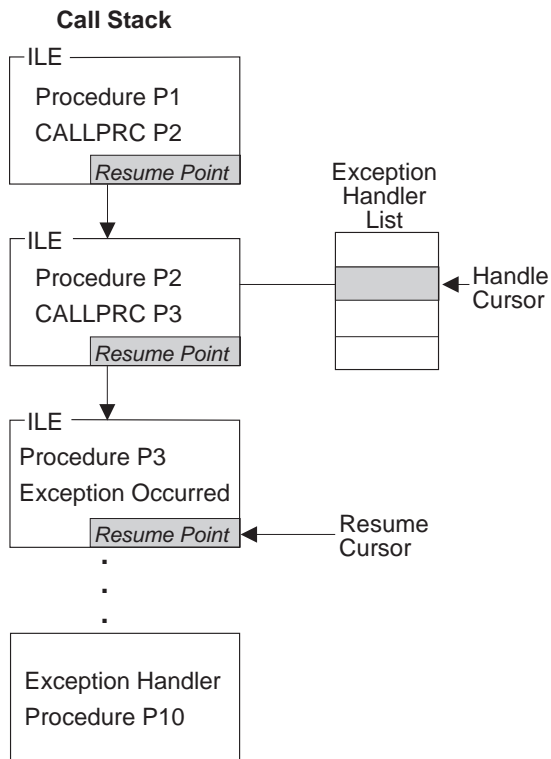 Call Stack
ILE
Procedure P1
CALLPRC P2
Resume Point
Exception
Handler
List
ILE
Procedure P2
CALLPRC P3
Resume Point
Handle
Cursor
ILE
Procedure P3
Exception Occurred
Resume Point
Resume
Cursor
Exception Handler
Procedure P10